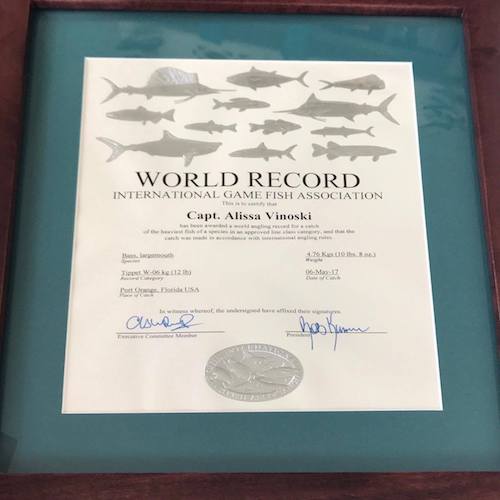 WORLD RECORD
INTERNATIONAL GAME FISH ASSOCIATION
This is to certify that
Capt. Alissa Vinoski
has been awarded a world angling record for a catch
of the heaviest fish of a species in an approved line class category, and that the
catch was made in accordance with international angling rules.
Bass, largemouth 4.76 Kgs (10 lbs. 8 oz.)
Species Weight
Tippet W-06 kg (12 lb) 06-May-17
Record Category Date of Catch
Port Orange, Florida USA
Place of Catch
In witness whereof, the undersigned have affixed their signatures.
Executive Committee Member President